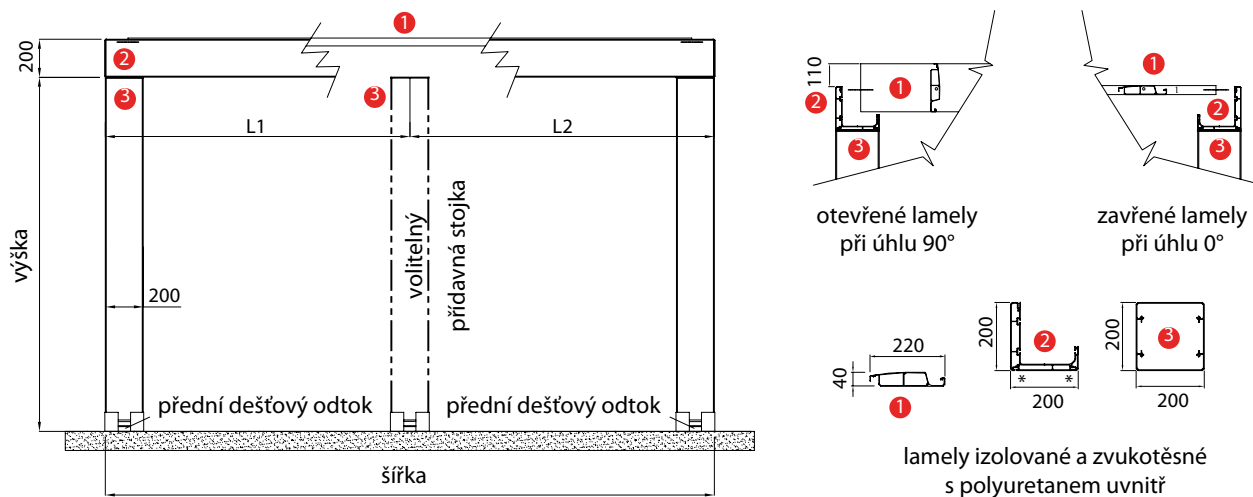 1
200
2
3
3
L1
L2
výška
200
volitelný
přídavná stojka
přední dešťový odtok
přední dešťový odtok
šířka
110
1
2
3
otevřené lamely
při úhlu 90°
1
2
3
zavřené lamely
při úhlu 0°
220
40
1
200
2
* *
200
200
3
200
lamely izolované a zvukotěsné
s polyuretanem uvnitř